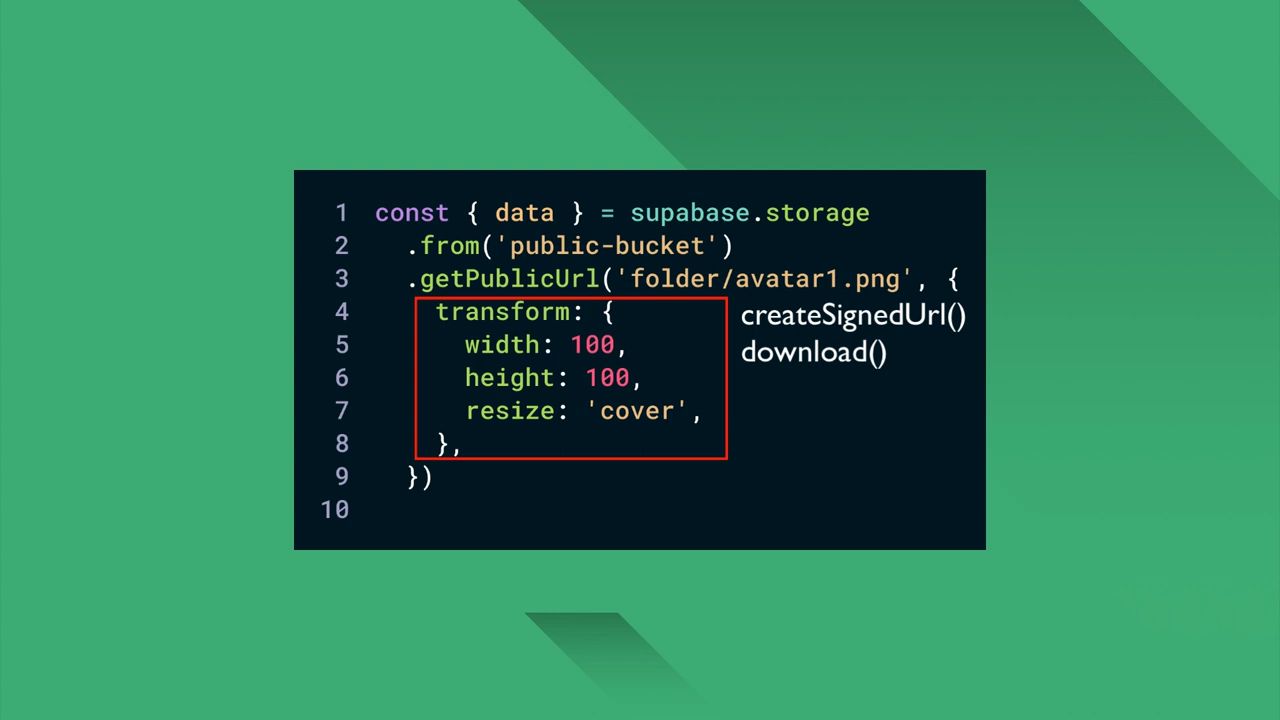 1 const { data } = supabase.storage
2 .from('public-bucket')
3 .getPublicUrl('folder/avatar1.png', {
4 transform: { createSignedUrl()
5 width: 100, download()
6 height: 100,
7 resize: 'cover',
8 },
9 })
10